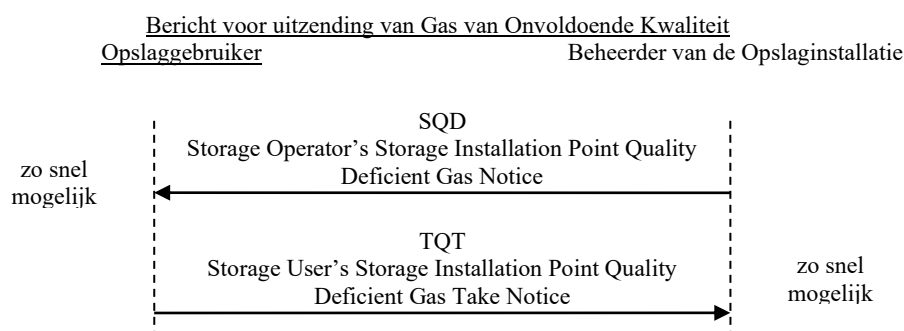 Bericht voor uitzending van Gas van Onvoldoende Kwaliteit
Opslaggebruiker Beheerder van de Opslaginstallatie
SQD
Storage Operator’s Storage Installation Point Quality
Deficient Gas Notice
zo snel
mogelijk
TQT
Storage User’s Storage Installation Point Quality
Deficient Gas Take Notice
zo snel
mogelijk